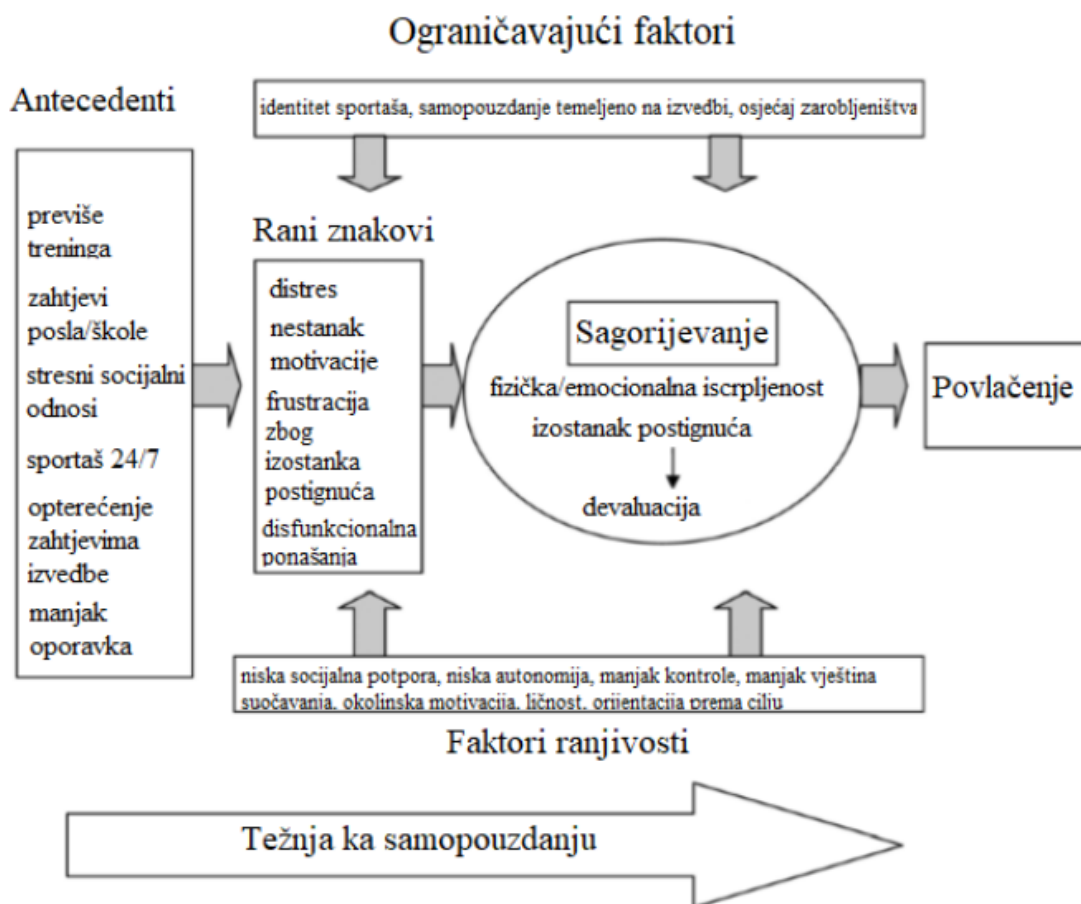 Ograničavajući faktori
identitet sportaša, samopouzdanje temeljeno na izvedbi, osjećaj zarobljeništva
Antecedenti
previše
treninga
zahtjevi
posla/škole
stresni socijalni
odnosi
sportaš 24/7
opterećenje
zahtjevima
izvedbe
manjak
oporavka
Rani znakovi
distres
nestanak
motivacije
frustracija
zbog
izostanka
postignuća
disfunkcionalna
ponašanja
Sagorijevanje
fizička/emocionalna iscrpljenost
izostanak postignuća
devaluacija
Povlačenje
niska socijalna potpora, niska autonomija, manjak kontrole, manjak vještina
suočavanja, okolinska motivacija, ličnost, orijentacija prema cilju
Faktori ranjivosti
Težnja ka samopouzdanju